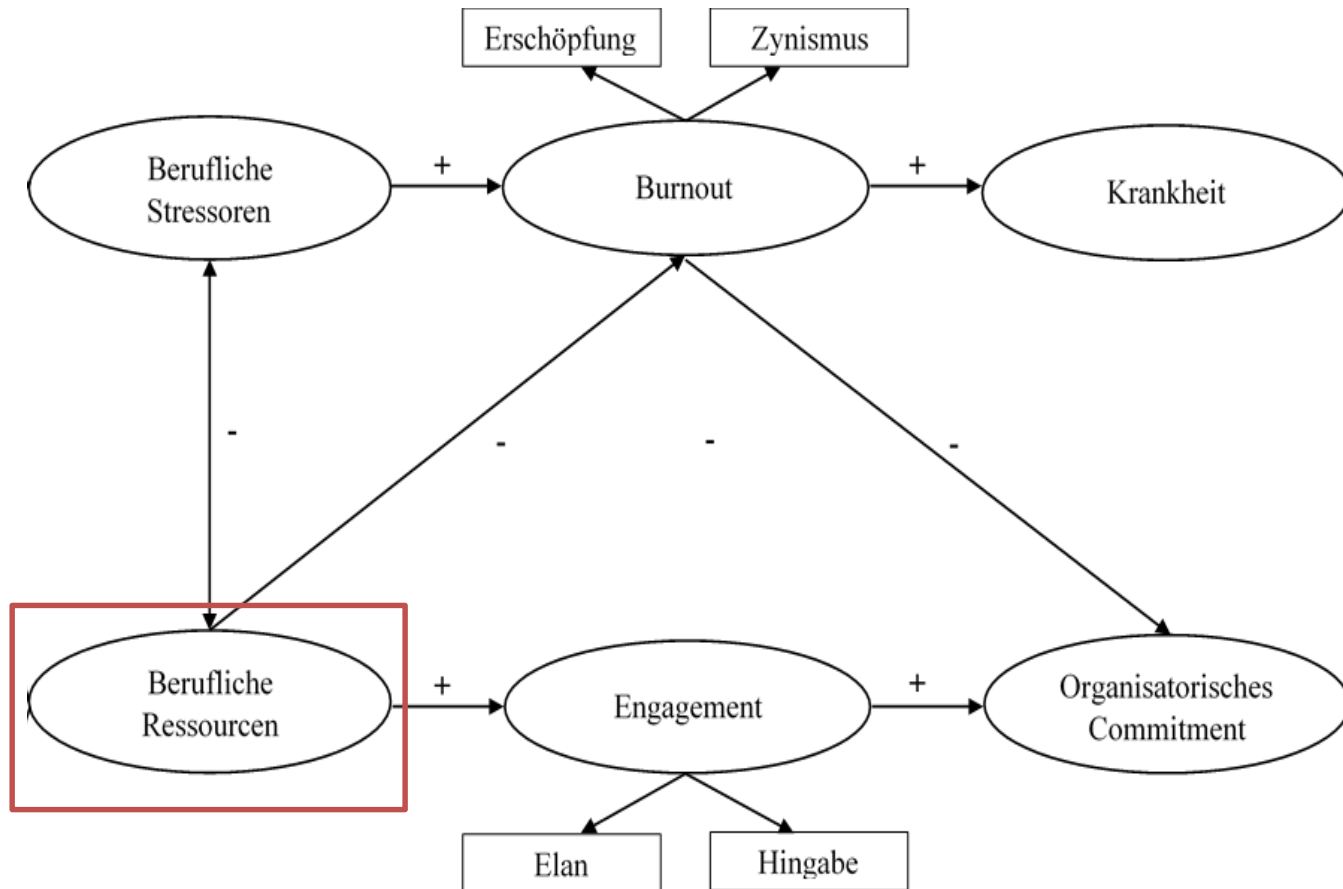 Erschöpfung
Zynismus
Berufliche
Stressoren
+
Burnout
+
Krankheit
-
-
-
-
Berufliche
Ressourcen
+
Engagement
+
Organisatorisches
Commitment
Elan
Hingabe